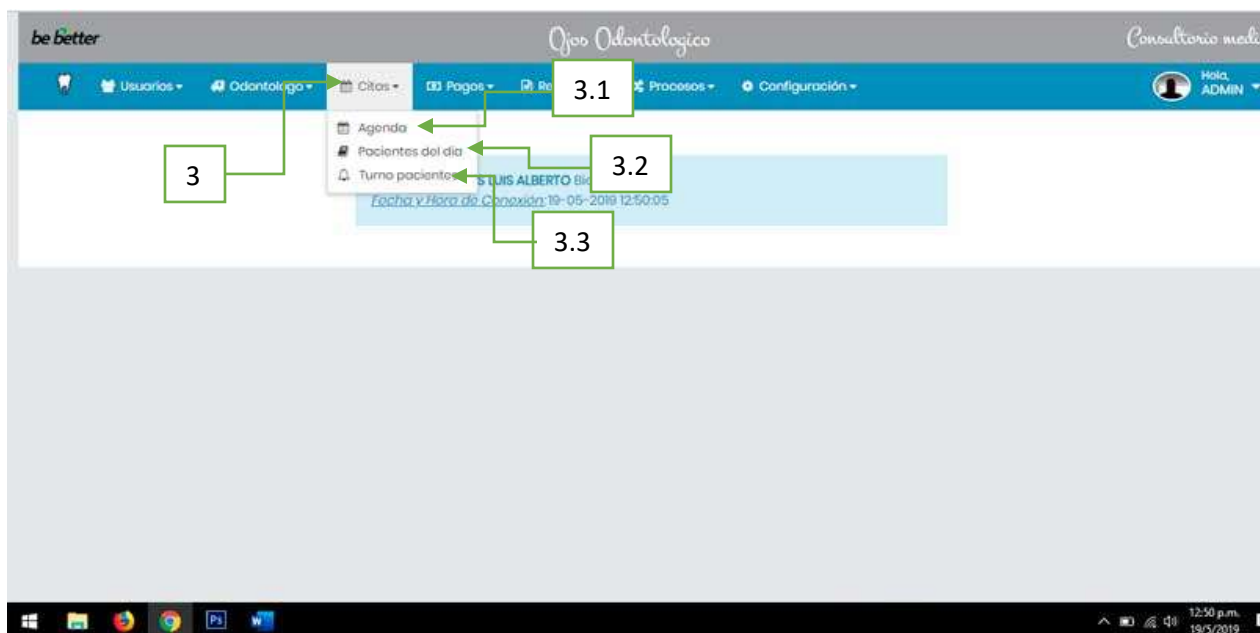 be better
Ojos Odontologico
Consultorio medi
Usuarios
Odontologo
Citas
Pagos
Procesos
Configuración
Hola,
ADMIN
3.1
Agenda
Pacientes del día
Turno pacientes
3
3.2
LUIS ALBERTO
Fecha y Hora de Conexión: 19-05-2019 12:50:05
3.3
Ps
W
12:50 p.m.
19/5/2019